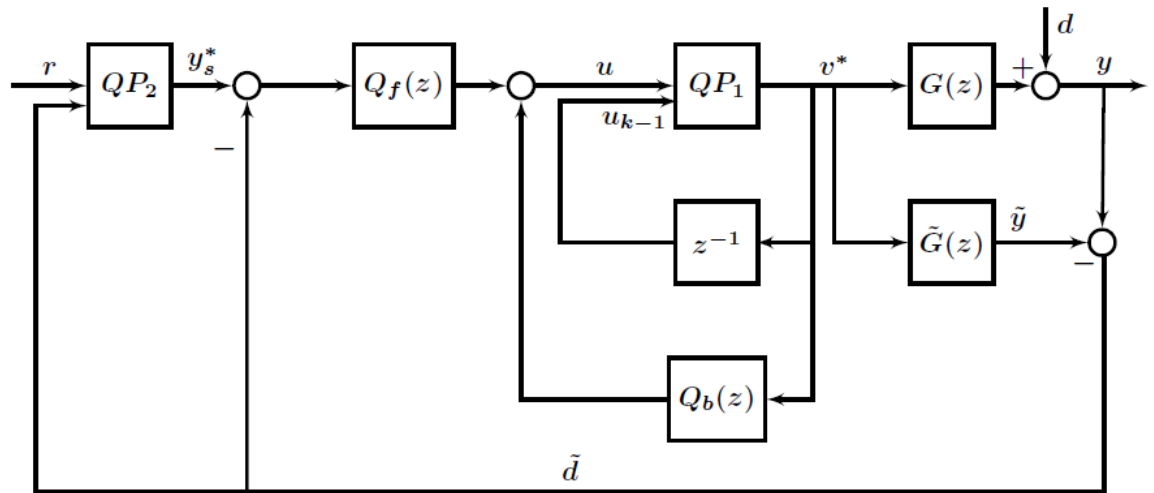 r
QP₂
y*ₛ
−
Q_f(z)
u
u_{k−1}
QP₁
v*
G(z)
+
d
y
z⁻¹
G̃(z)
ỹ
−
Q_b(z)
d̃